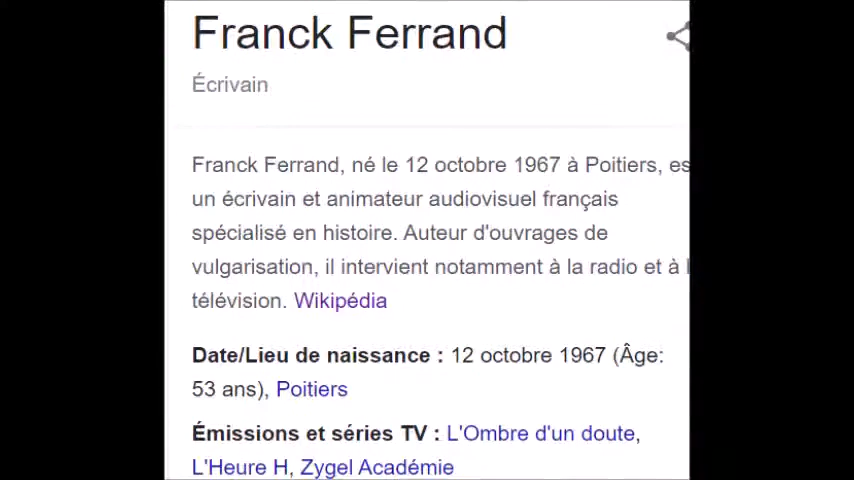 Franck Ferrand
Écrivain
Franck Ferrand, né le 12 octobre 1967 à Poitiers, es
un écrivain et animateur audiovisuel français
spécialisé en histoire. Auteur d'ouvrages de
vulgarisation, il intervient notamment à la radio et à l
télévision. Wikipédia
Date/Lieu de naissance : 12 octobre 1967 (Âge:
53 ans), Poitiers
Émissions et séries TV : L'Ombre d'un doute,
L'Heure H, Zygel Académie